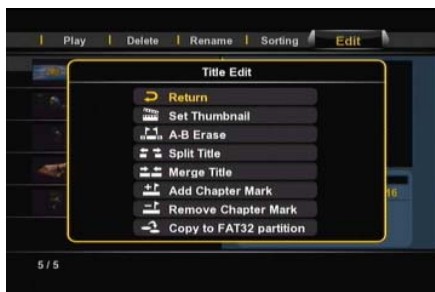 Play Delete Rename Sorting Edit
Title Edit
Return
Set Thumbnail
A-B Erase
Split Title
Merge Title
Add Chapter Mark
Remove Chapter Mark
Copy to FAT32 partition
16
5 / 5